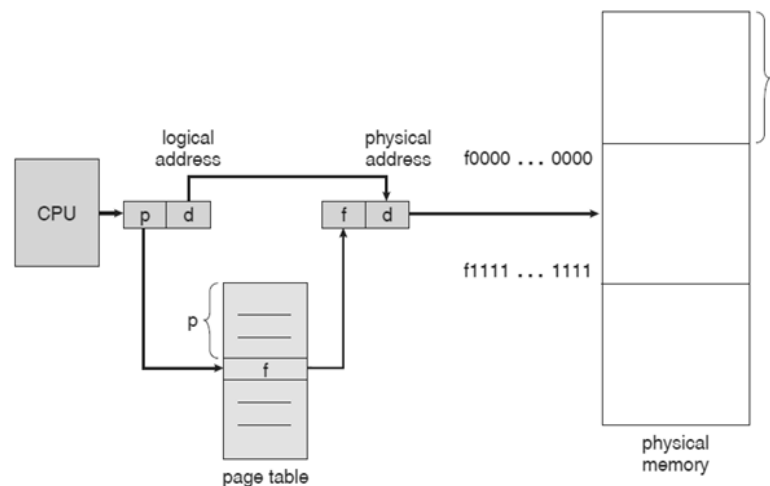 logical
address
physical
address
f0000 ... 0000
CPU
p
d
f
d
f1111 ... 1111
p
f
page table
physical
memory